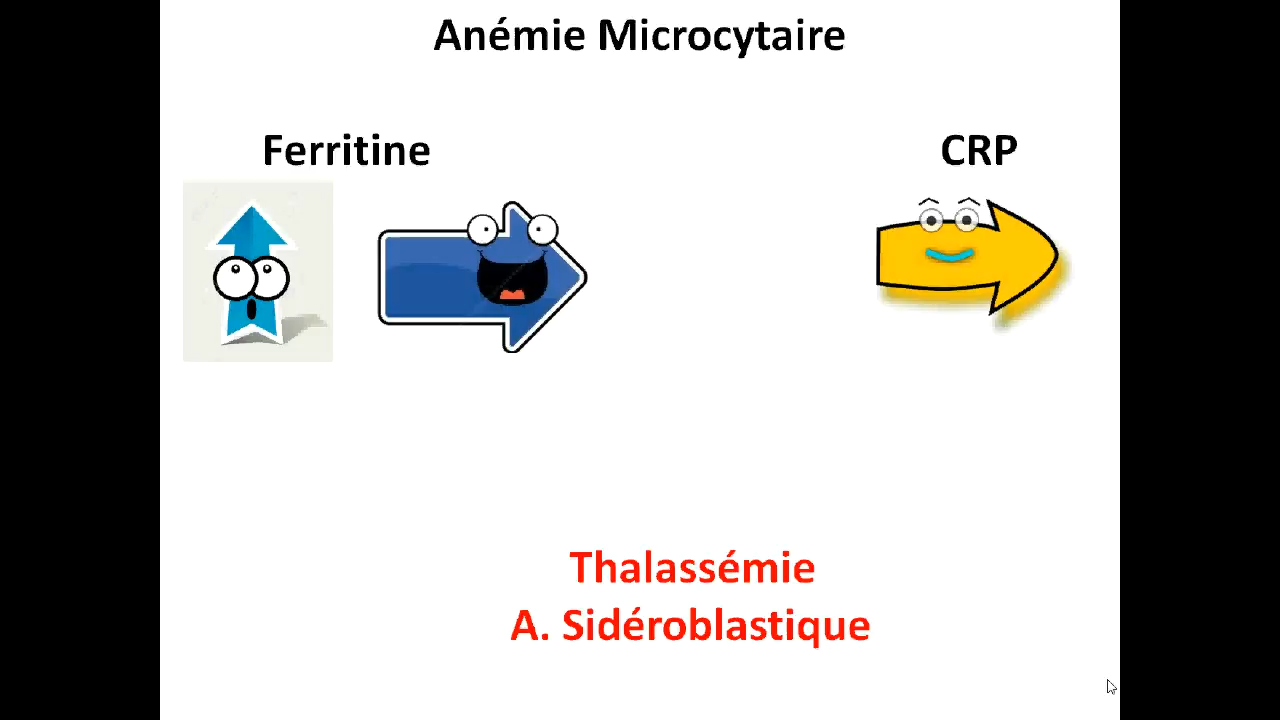 Anémie Microcytaire
Ferritine
CRP
Thalassémie
A. Sidéroblastique